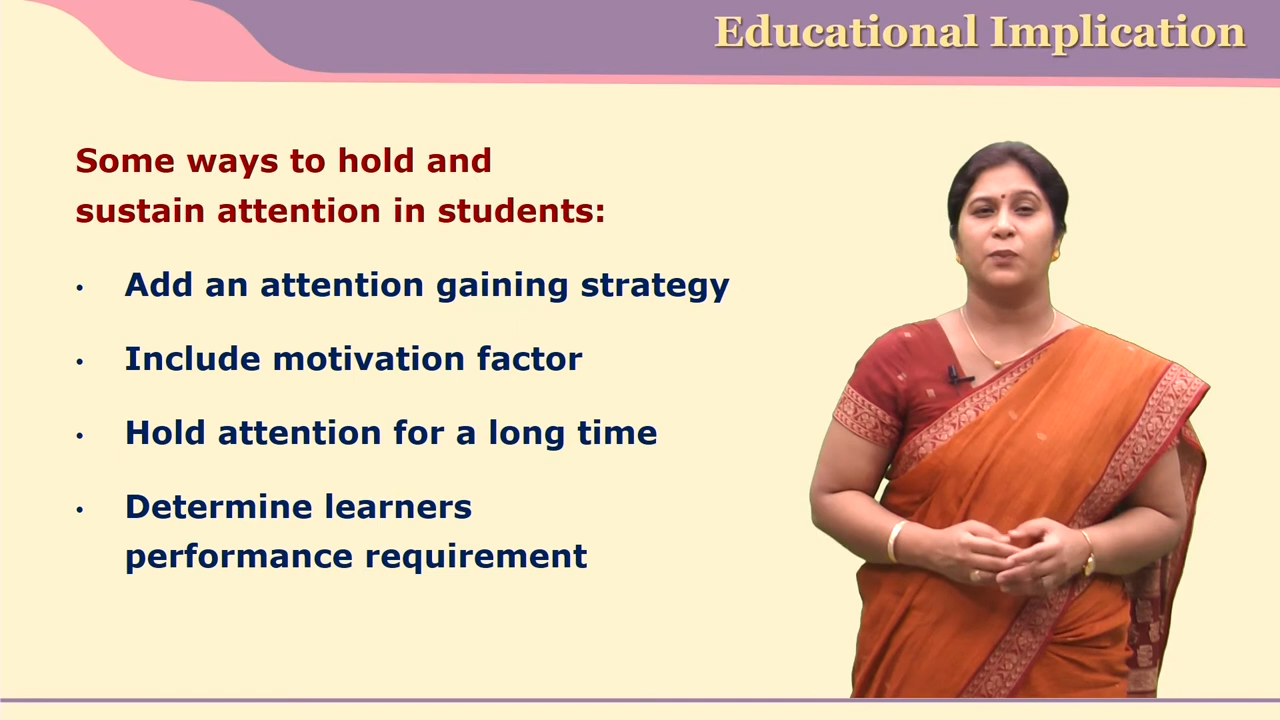 Educational Implication
Some ways to hold and
sustain attention in students:
• Add an attention gaining strategy
• Include motivation factor
• Hold attention for a long time
• Determine learners
performance requirement